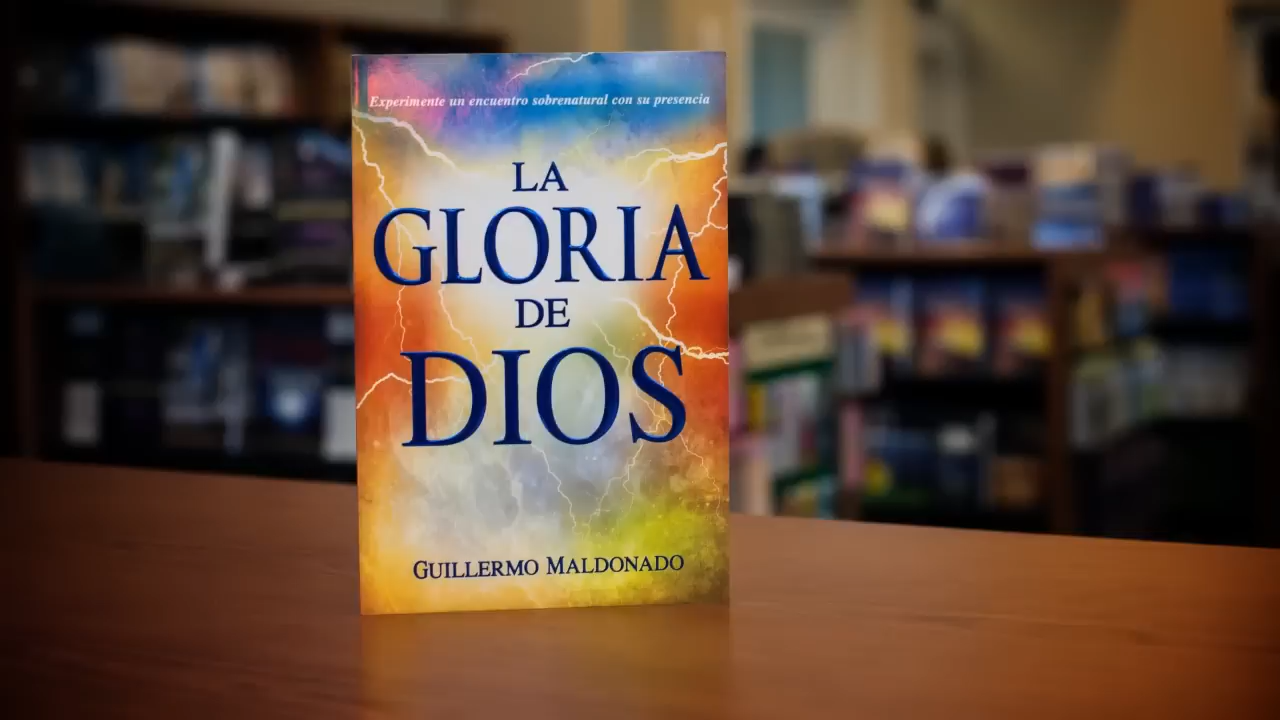 Experimente un encuentro sobrenatural con su presencia
LA
GLORIA
DE
DIOS
GUILLERMO MALDONADO